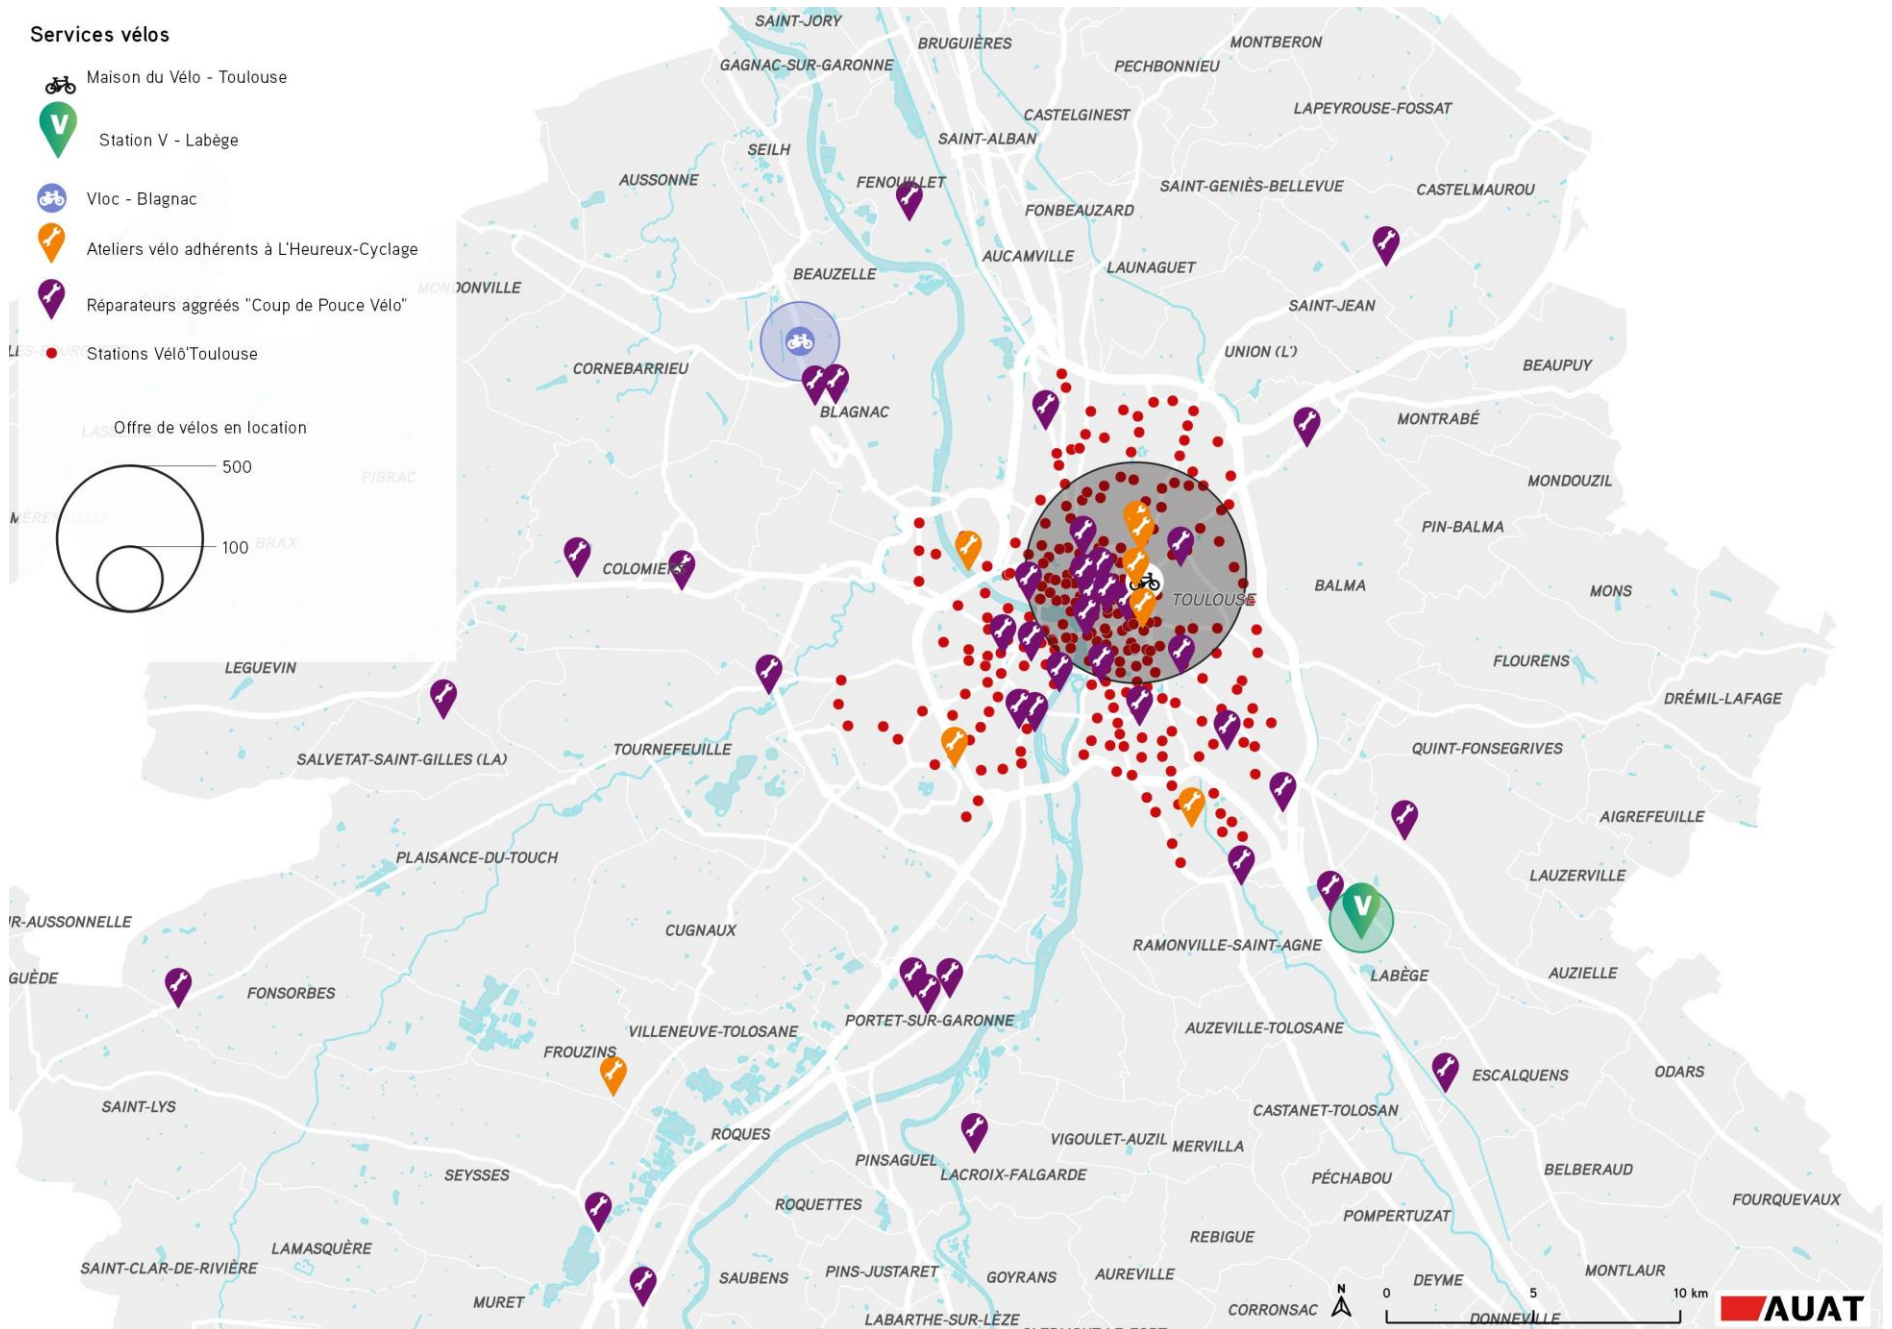 Services vélos
Maison du Vélo - Toulouse
V
Station V - Labège
Vloc - Blagnac
Ateliers vélo adhérents à L'Heureux-Cyclage
Réparateurs aggréés "Coup de Pouce Vélo"
Stations Vélô'Toulouse
Offre de vélos en location
500
100
SAINT-JORY
BRUGUIÈRES
MONTBERON
GAGNAC-SUR-GARONNE
PECHBONNIEU
CASTELGINEST
LAPEYROUSE-FOSSAT
SAINT-ALBAN
SEILH
AUSSONNE
FENOUILLET
SAINT-GENIÈS-BELLEVUE
CASTELMAUROU
FONBEAUZARD
AUCAMVILLE
LAUNAGUET
BEAUZELLE
MONDONVILLE
SAINT-JEAN
UNION (L')
BEAUPUY
CORNEBARRIEU
BLAGNAC
MONTRABÉ
PIBRAC
MONDOUZIL
PIN-BALMA
BRAX
COLOMIERS
BALMA
MONS
TOULOUSE
LEGUEVIN
FLOURENS
DRÉMIL-LAFAGE
SALVETAT-SAINT-GILLES (LA)
TOURNEFEUILLE
QUINT-FONSEGRIVES
AIGREFEUILLE
PLAISANCE-DU-TOUCH
LAUZERVILLE
R-AUSSONNELLE
CUGNAUX
V
RAMONVILLE-SAINT-AGNE
LABÈGE
AUZIELLE
GUÈDE
FONSORBES
PORTET-SUR-GARONNE
VILLENEUVE-TOLOSANE
AUZEVILLE-TOLOSANE
FROUZINS
ESCALQUENS
ODARS
SAINT-LYS
CASTANET-TOLOSAN
ROQUES
VIGOULET-AUZIL
MERVILLA
PINSAGUEL
LACROIX-FALGARDE
SEYSSES
PÉCHABOU
BELBERAUD
ROQUETTES
FOURQUEVAUX
POMPERTUZAT
REBIGUE
LAMASQUÈRE
SAINT-CLAR-DE-RIVIÈRE
SAUBENS
PINS-JUSTARET
GOYRANS
AUREVILLE
DEYME
MONTLAUR
MURET
CORRONSAC
LABARTHE-SUR-LÈZE
DONNEVILLE
N
0
5
10 km
AUAT